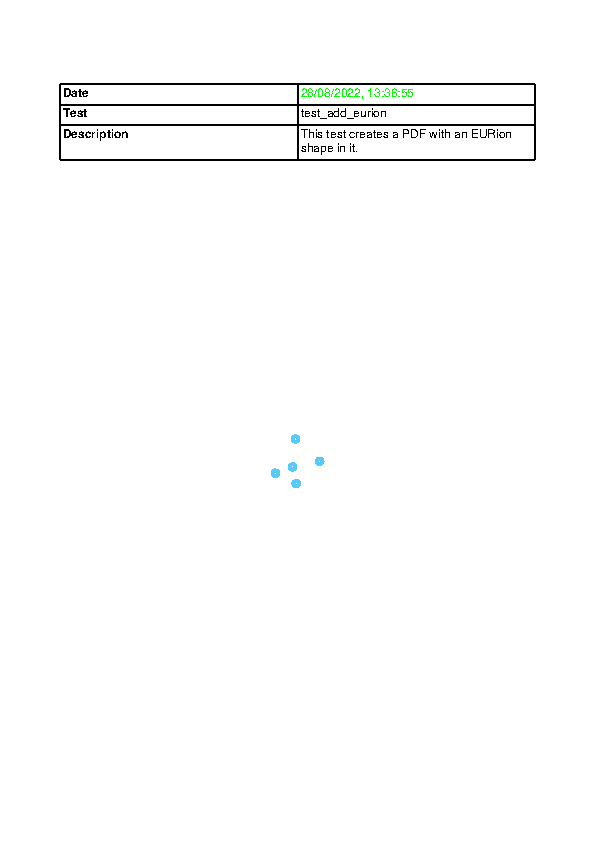 Date 28/08/2022, 13:36:55
Test test_add_eurion
Description This test creates a PDF with an EURion
shape in it.